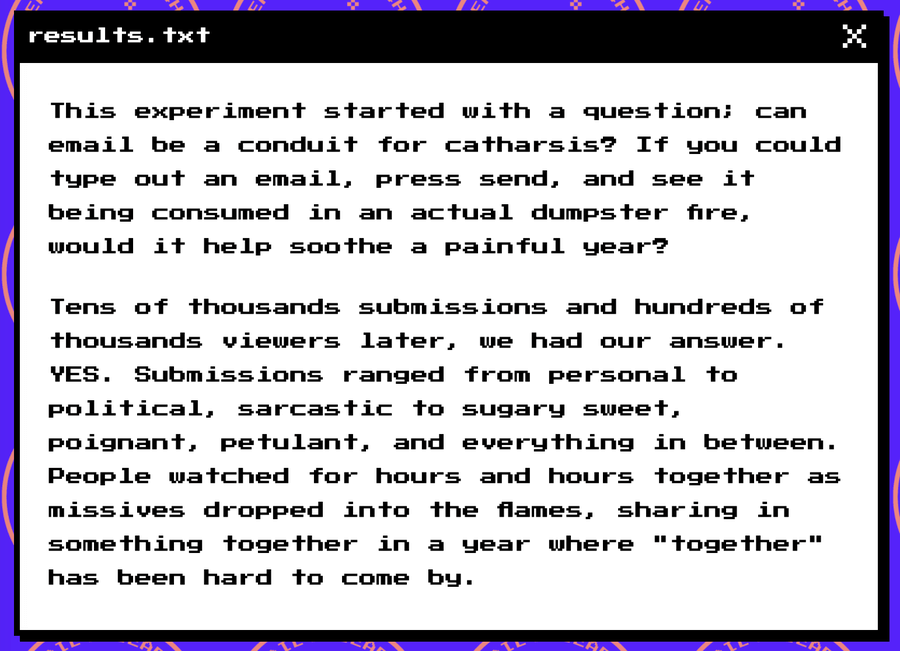 results.txt
This experiment started with a question; can
email be a conduit for catharsis? If you could
type out an email, press send, and see it
being consumed in an actual dumpster fire,
would it help soothe a painful year?
Tens of thousands submissions and hundreds of
thousands viewers later, we had our answer.
YES. Submissions ranged from personal to
political, sarcastic to sugary sweet,
poignant, petulant, and everything in between.
People watched for hours and hours together as
missives dropped into the flames, sharing in
something together in a year where "together"
has been hard to come by.